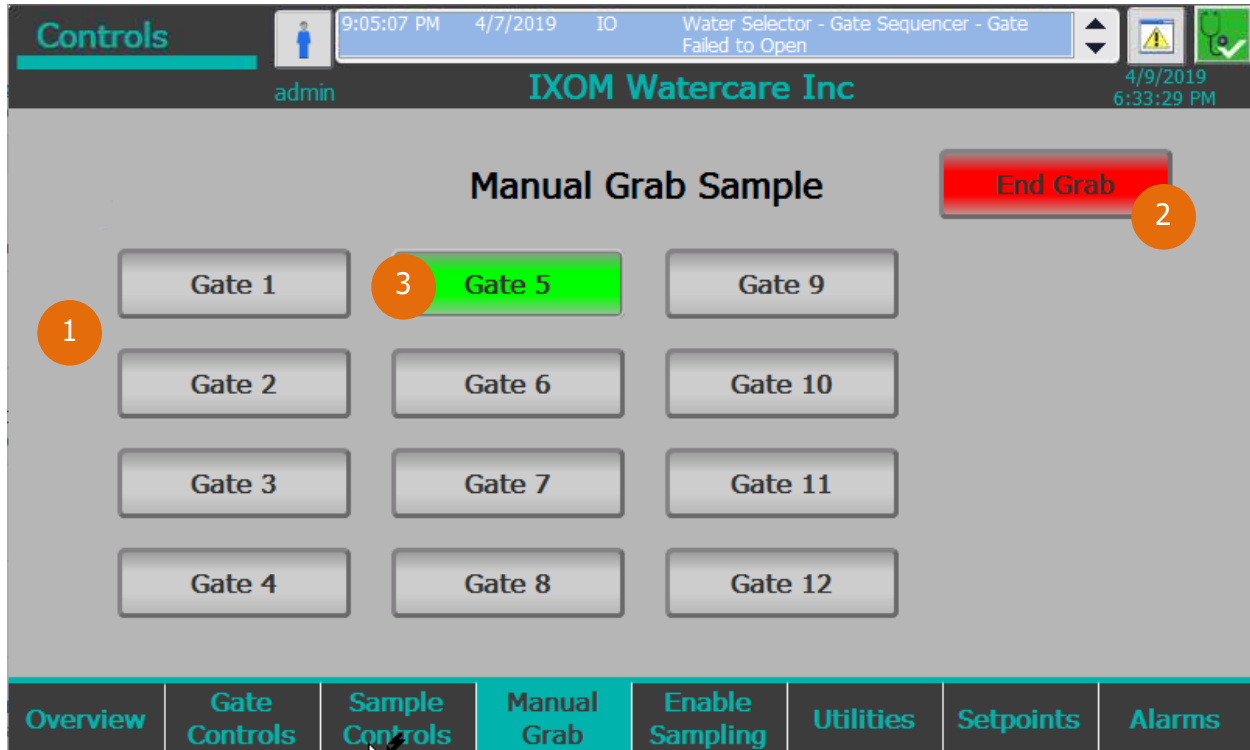 Controls
9:05:07 PM 4/7/2019 IO Water Selector - Gate Sequencer - Gate
Failed to Open
admin
IXOM Watercare Inc
4/9/2019
6:33:29 PM
Manual Grab Sample
End Grab
2
Gate 1
3
Gate 5
Gate 9
1
Gate 2
Gate 6
Gate 10
Gate 3
Gate 7
Gate 11
Gate 4
Gate 8
Gate 12
Overview
Gate
Controls
Sample
Controls
Manual
Grab
Enable
Sampling
Utilities
Setpoints
Alarms